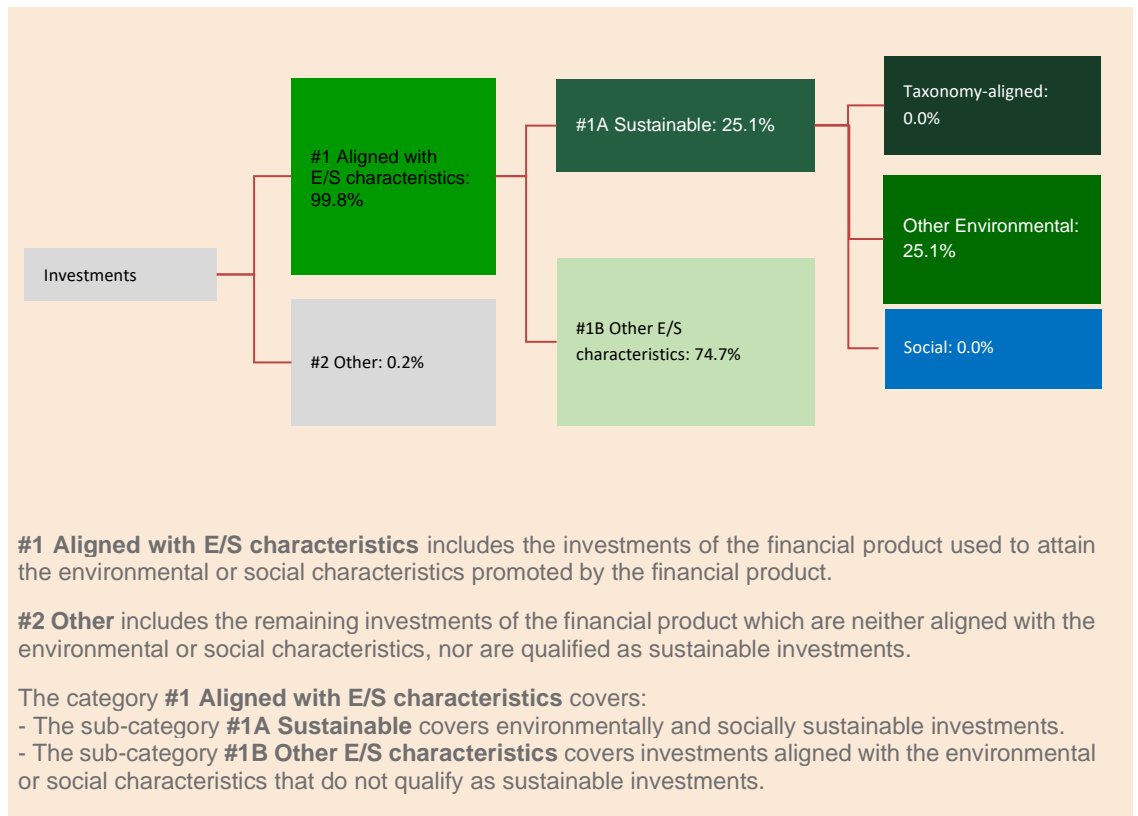 Investments
#1 Aligned with
E/S characteristics:
99.8%
#2 Other: 0.2%
#1A Sustainable: 25.1%
#1B Other E/S
characteristics: 74.7%
Taxonomy-aligned:
0.0%
Other Environmental:
25.1%
Social: 0.0%
#1 Aligned with E/S characteristics includes the investments of the financial product used to attain
the environmental or social characteristics promoted by the financial product.
#2 Other includes the remaining investments of the financial product which are neither aligned with the
environmental or social characteristics, nor are qualified as sustainable investments.
The category #1 Aligned with E/S characteristics covers:
- The sub-category #1A Sustainable covers environmentally and socially sustainable investments.
- The sub-category #1B Other E/S characteristics covers investments aligned with the environmental
or social characteristics that do not qualify as sustainable investments.